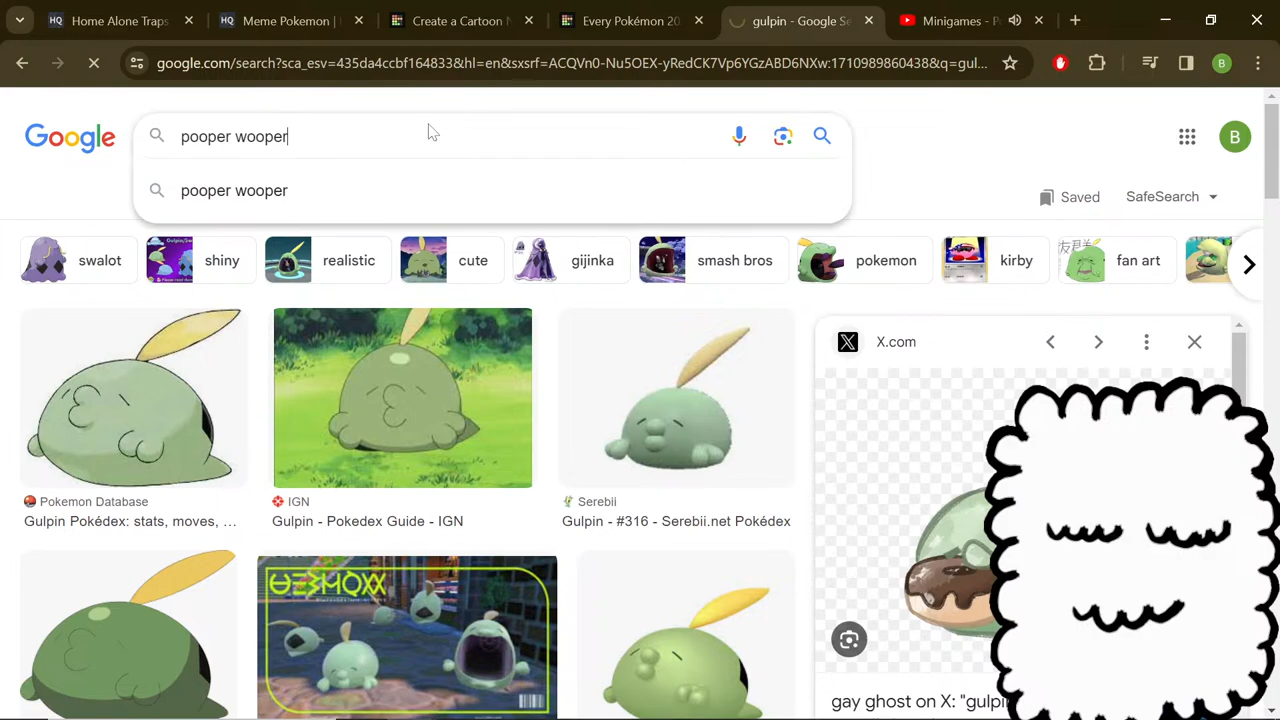 Home Alone Traps
Meme Pokemon | 
Create a Cartoon
Every Pokémon 20
gulpin - Google Se
Minigames - P
google.com/search?sca_esv=435da4ccbf164833&hl=en&sxsrf=ACQVn0-Nu5OEX-yRedCK7Vp6YGzABD6NXw:1710989860438&q=gul...
B
Google
pooper wooper
B
pooper wooper
Saved
SafeSearch
swalot
shiny
realistic
cute
gijinka
smash bros
pokemon
kirby
fan art
X.com
Pokemon Database
IGN
Serebii
Gulpin Pokédex: stats, moves, ...
Gulpin - Pokedex Guide - IGN
Gulpin - #316 - Serebii.net Pokédex
gay ghost on X: "gulpi